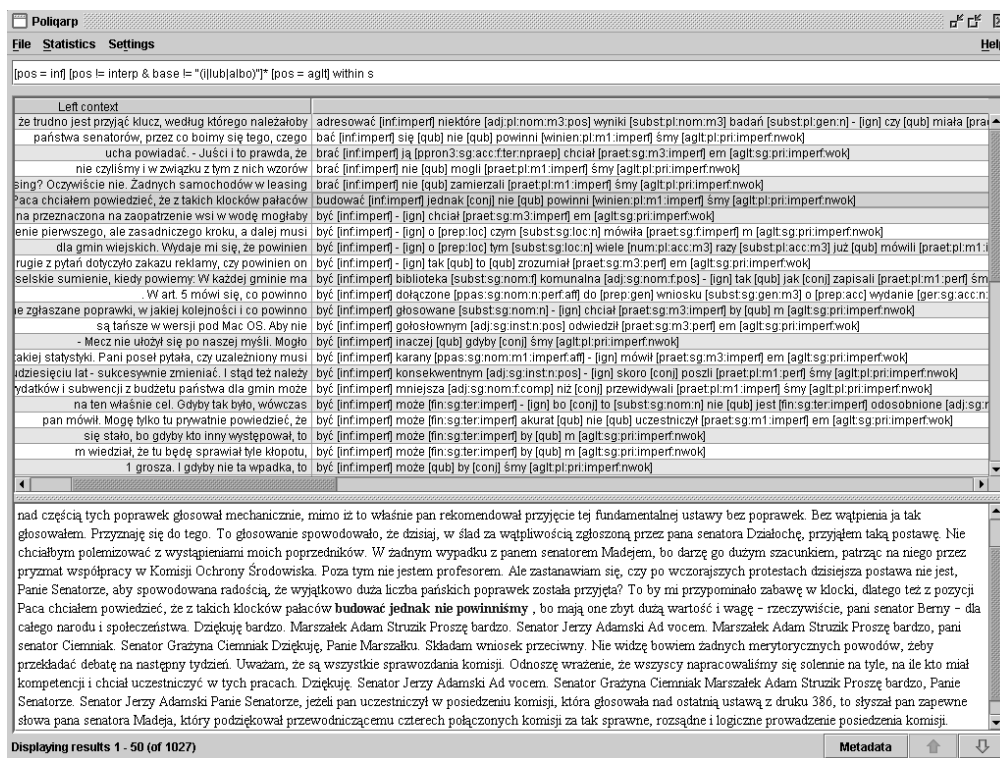 Poliqarp
File Statistics Settings Help
[pos = inf] [pos != interp & base != "(i|lub|albo)"]* [pos = aglt] within s
Left context
że trudno jest przyjąć klucz, według którego należałoby adresować [inf:imperf] niektóre [adj:pl:nom:m3:pos] wyniki [subst:pl:nom:m3] badań [subst:pl:gen:n] - [ign] czy [qub] miała [prae
państwa senatorów, przez co boimy się tego, czego bać [inf:imperf] się [qub] nie [qub] powinni [winien:pl:m1:imperf] śmy [aglt:pl:pri:imperf:nwok]
ucha powiadać. - Juści i to prawda, że brać [inf:imperf] ją [ppron3:sg:acc:f:ter:npraep] chciał [praet:sg:m3:imperf] em [aglt:sg:pri:imperf:wok]
nie czyliśmy i w związku z tym z nich wzorów brać [inf:imperf] nie [qub] mogli [praet:pl:m1:imperf] śmy [aglt:pl:pri:imperf:nwok]
sing? Oczywiście nie. Żadnych samochodów w leasing brać [inf:imperf] nie [qub] zamierzali [praet:pl:m1:imperf] śmy [aglt:pl:pri:imperf:nwok]
Paca chciałem powiedzieć, że z takich klocków pałaców budować [inf:imperf] jednak [conj] nie [qub] powinni [winien:pl:m1:imperf] śmy [aglt:pl:pri:imperf:nwok]
na przeznaczona na zaopatrzenie wsi w wodę mogłaby być [inf:imperf] - [ign] chciał [praet:sg:m3:imperf] em [aglt:sg:pri:imperf:wok]
enie pierwszego, ale zasadniczego kroku, a dalej musi być [inf:imperf] - [ign] o [prep:loc] czym [subst:sg:loc:n] mówiła [praet:sg:f:imperf] m [aglt:sg:pri:imperf:nwok]
dla gmin wiejskich. Wydaje mi się, że powinien być [inf:imperf] - [ign] o [prep:loc] tym [subst:sg:loc:n] wiele [num:pl:acc:m3] razy [subst:pl:acc:m3] już [qub] mówili [praet:pl:m1:i
rugie z pytań dotyczyło zakazu reklamy, czy powinien on być [inf:imperf] - [ign] tak [qub] to [qub] zrozumiał [praet:sg:m3:perf] em [aglt:sg:pri:imperf:wok]
selskie sumienie, kiedy powiemy: W każdej gminie ma być [inf:imperf] biblioteka [subst:sg:nom:f] komunalna [adj:sg:nom:f:pos] - [ign] tak [qub] jak [conj] zapisali [praet:pl:m1:perf] śm
. W art. 5 mówi się, co powinno być [inf:imperf] dołączone [ppas:sg:nom:n:perf:aff] do [prep:gen] wniosku [subst:sg:gen:m3] o [prep:acc] wydanie [ger:sg:acc:n:
ne zgłaszane poprawki, w jakiej kolejności i co powinno być [inf:imperf] głosowane [subst:sg:nom:n] - [ign] chciał [praet:sg:m3:imperf] by [qub] m [aglt:sg:pri:imperf:nwok]
są tańsze w wersji pod Mac OS. Aby nie być [inf:imperf] gołosłownym [adj:sg:inst:n:pos] odwiedził [praet:sg:m3:perf] em [aglt:sg:pri:imperf:wok]
- Mecz nie ułożył się po naszej myśli. Mogło być [inf:imperf] inaczej [qub] gdyby [conj] śmy [aglt:pl:pri:imperf:nwok]
takiej statystyki. Pani poseł pytała, czy uzależniony musi być [inf:imperf] karany [ppas:sg:nom:m1:imperf:aff] - [ign] mówił [praet:sg:m3:imperf] em [aglt:sg:pri:imperf:wok]
udziesięciu lat - sukcesywnie zmieniać. I stąd też należy być [inf:imperf] konsekwentnym [adj:sg:inst:n:pos] - [ign] skoro [conj] poszli [praet:pl:m1:perf] śmy [aglt:pl:pri:imperf:nwok]
ydatków i subwencji z budżetu państwa dla gmin może być [inf:imperf] mniejsza [adj:sg:nom:f:comp] niż [conj] przewidywali [praet:pl:m1:imperf] śmy [aglt:pl:pri:imperf:nwok]
na ten właśnie cel. Gdyby tak było, wówczas być [inf:imperf] może [fin:sg:ter:imperf] - [ign] bo [conj] to [subst:sg:nom:n] nie [qub] jest [fin:sg:ter:imperf] odosobnione [adj:sg:n
pan mówił. Mogę tylko tu prywatnie powiedzieć, że być [inf:imperf] może [fin:sg:ter:imperf] akurat [qub] nie [qub] uczestniczył [praet:sg:m1:imperf] em [aglt:sg:pri:imperf:wok]
się stało, bo gdyby kto inny występował, to być [inf:imperf] może [fin:sg:ter:imperf] by [qub] m [aglt:sg:pri:imperf:nwok]
m wiedział, że tu będę sprawiał tyle kłopotu, być [inf:imperf] może [fin:sg:ter:imperf] by [qub] m [aglt:sg:pri:imperf:nwok]
1 grosza. I gdyby nie ta wpadka, to być [inf:imperf] może [qub] by [conj] śmy [aglt:pl:pri:imperf:nwok]
nad częścią tych poprawek głosował mechanicznie, mimo iż to właśnie pan rekomendował przyjęcie tej fundamentalnej ustawy bez poprawek. Bez wątpienia ja tak
głosowałem. Przyznaję się do tego. To głosowanie spowodowało, że dzisiaj, w ślad za wątpliwością zgłoszoną przez pana senatora Działochę, przyjąłem taką postawę. Nie
chciałbym polemizować z wystąpieniami moich poprzedników. W żadnym wypadku z panem senatorem Madejem, bo darzę go dużym szacunkiem, patrząc na niego przez
pryzmat współpracy w Komisji Ochrony Środowiska. Poza tym nie jestem profesorem. Ale zastanawiam się, czy po wczorajszych protestach dzisiejsza postawa nie jest,
Panie Senatorze, aby spowodowana radością, że wyjątkowo duża liczba pańskich poprawek została przyjęta? To by mi przypominało zabawę w klocki, dlatego też z pozycji
Paca chciałem powiedzieć, że z takich klocków pałaców budować jednak nie powinniśmy , bo mają one zbyt dużą wartość i wagę - rzeczywiście, pani senator Berny - dla
całego narodu i społeczeństwa. Dziękuję bardzo. Marszałek Adam Struzik Proszę bardzo. Senator Jerzy Adamski Ad vocem. Marszałek Adam Struzik Proszę bardzo, pani
senator Ciemniak. Senator Grażyna Ciemniak Dziękuję, Panie Marszałku. Składam wniosek przeciwny. Nie widzę bowiem żadnych merytorycznych powodów, żeby
przekładać debatę na następny tydzień. Uważam, że są wszystkie sprawozdania komisji. Odnoszę wrażenie, że wszyscy napracowaliśmy się solennie na tyle, na ile kto miał
kompetencji i chciał uczestniczyć w tych pracach. Dziękuję. Senator Jerzy Adamski Ad vocem. Senator Grażyna Ciemniak Marszałek Adam Struzik Proszę bardzo, Panie
Senatorze. Senator Jerzy Adamski Panie Senatorze, jeżeli pan uczestniczył w posiedzeniu komisji, która głosowała nad ostatnią ustawą z druku 386, to słyszał pan zapewne
słowa pana senatora Madeja, który podziękował przewodniczącemu czterech połączonych komisji za tak sprawne, rozsądne i logiczne prowadzenie posiedzenia komisji.
Displaying results 1 - 50 (of 1027) Metadata